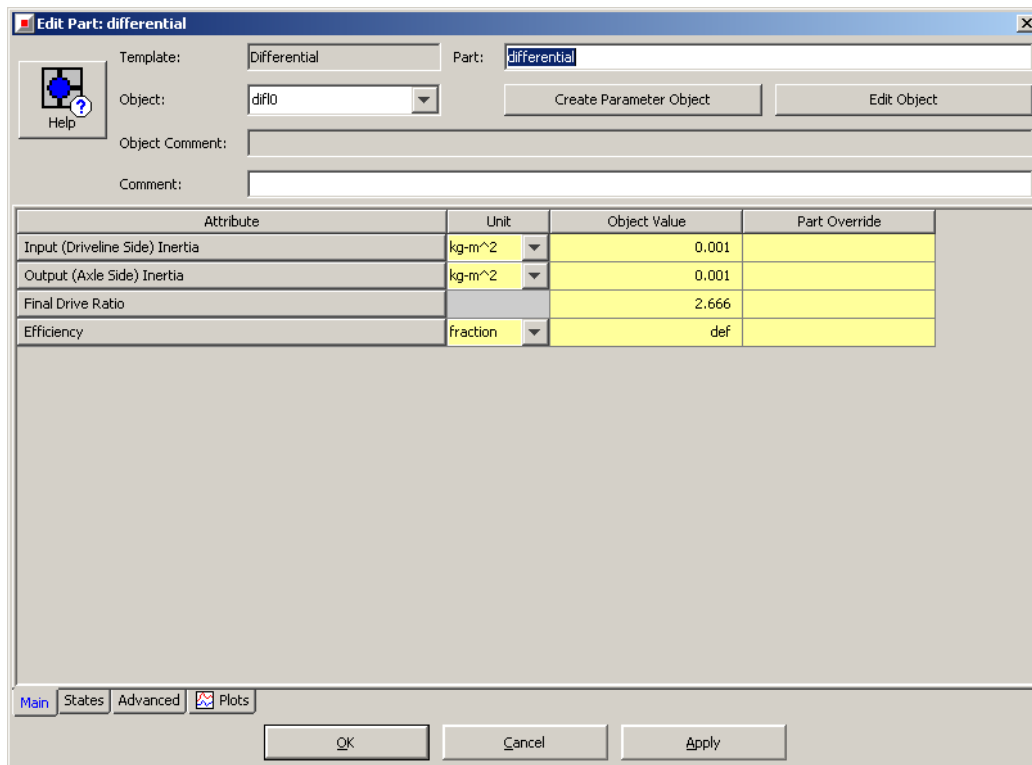 Edit Part: differential
Template: Differential Part: differential
Help
Object: difl0 Create Parameter Object Edit Object
Object Comment:
Comment:
Attribute Unit Object Value Part Override
Input (Driveline Side) Inertia kg-m^2 0.001
Output (Axle Side) Inertia kg-m^2 0.001
Final Drive Ratio 2.666
Efficiency fraction def
Main States Advanced Plots
OK Cancel Apply